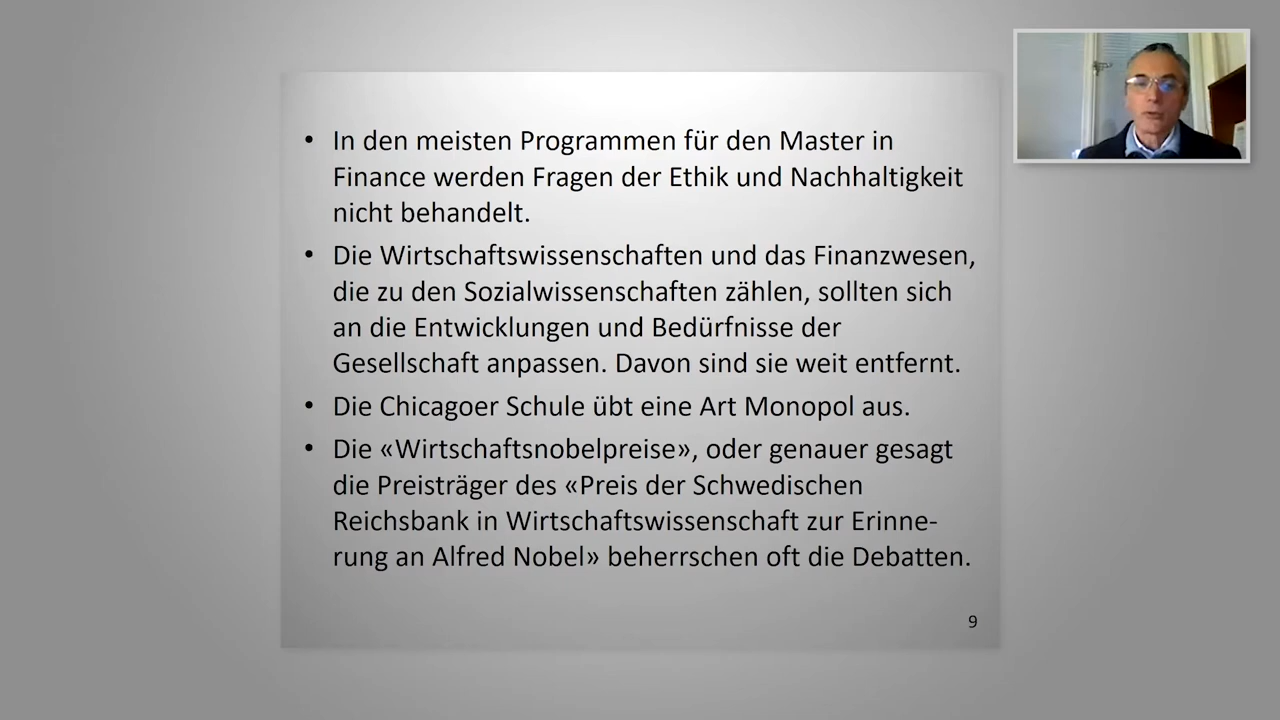 • In den meisten Programmen für den Master in
Finance werden Fragen der Ethik und Nachhaltigkeit
nicht behandelt.
• Die Wirtschaftswissenschaften und das Finanzwesen,
die zu den Sozialwissenschaften zählen, sollten sich
an die Entwicklungen und Bedürfnisse der
Gesellschaft anpassen. Davon sind sie weit entfernt.
• Die Chicagoer Schule übt eine Art Monopol aus.
• Die «Wirtschaftsnobelpreise», oder genauer gesagt
die Preisträger des «Preis der Schwedischen
Reichsbank in Wirtschaftswissenschaft zur Erinne-
rung an Alfred Nobel» beherrschen oft die Debatten.
9